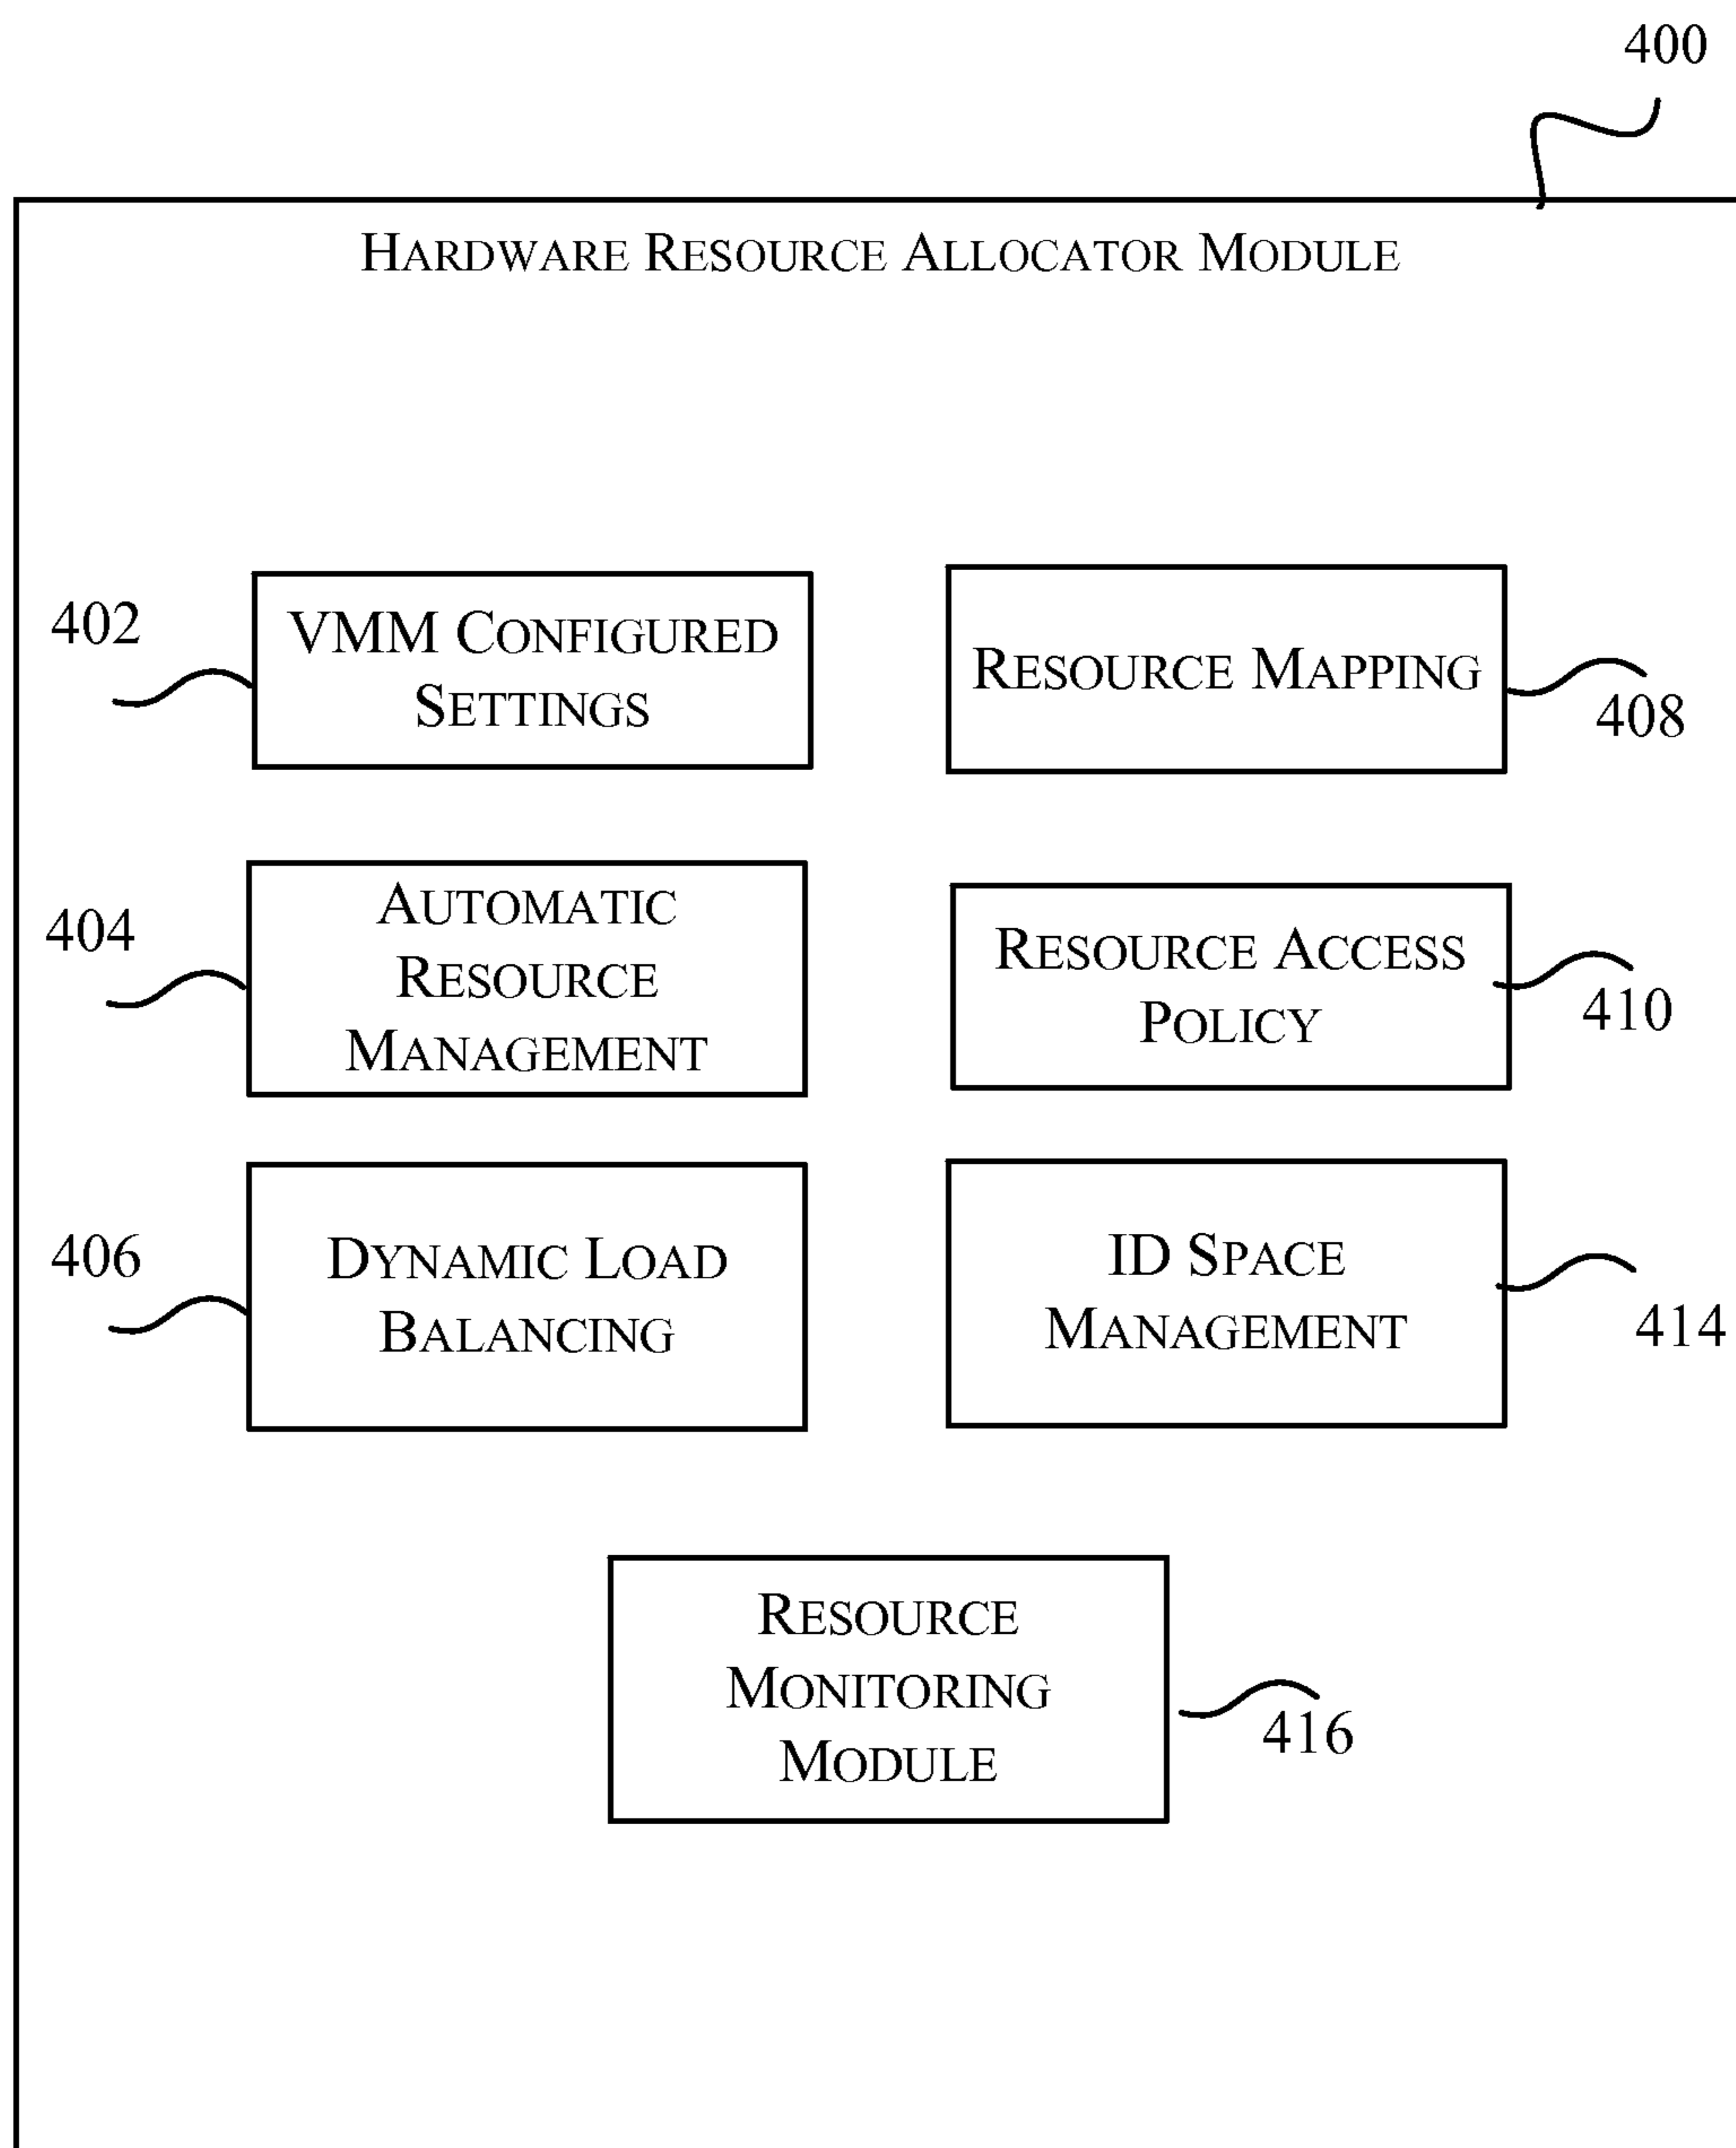 400
HARDWARE RESOURCE ALLOCATOR MODULE
402
VMM CONFIGURED
SETTINGS
RESOURCE MAPPING
408
404
AUTOMATIC
RESOURCE
MANAGEMENT
RESOURCE ACCESS
POLICY
410
406
DYNAMIC LOAD
BALANCING
ID SPACE
MANAGEMENT
414
RESOURCE
MONITORING
MODULE
416